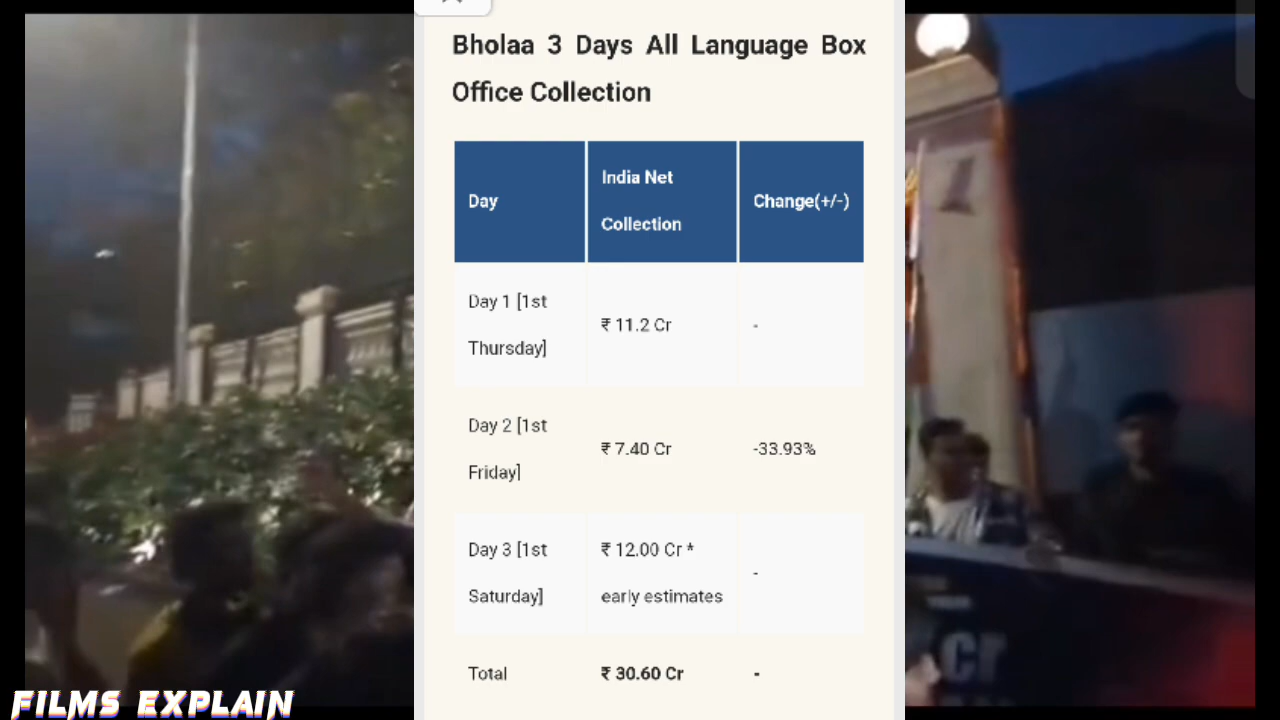 Bholaa 3 Days All Language Box
Office Collection
Day
India Net
Collection
Change(+/-)
Day 1 [1st
Thursday]
₹ 11.2 Cr
-
Day 2 [1st
Friday]
₹ 7.40 Cr
-33.93%
Day 3 [1st
Saturday]
₹ 12.00 Cr *
early estimates
-
Total
₹ 30.60 Cr
-
1
cr
FILMS EXPLAIN